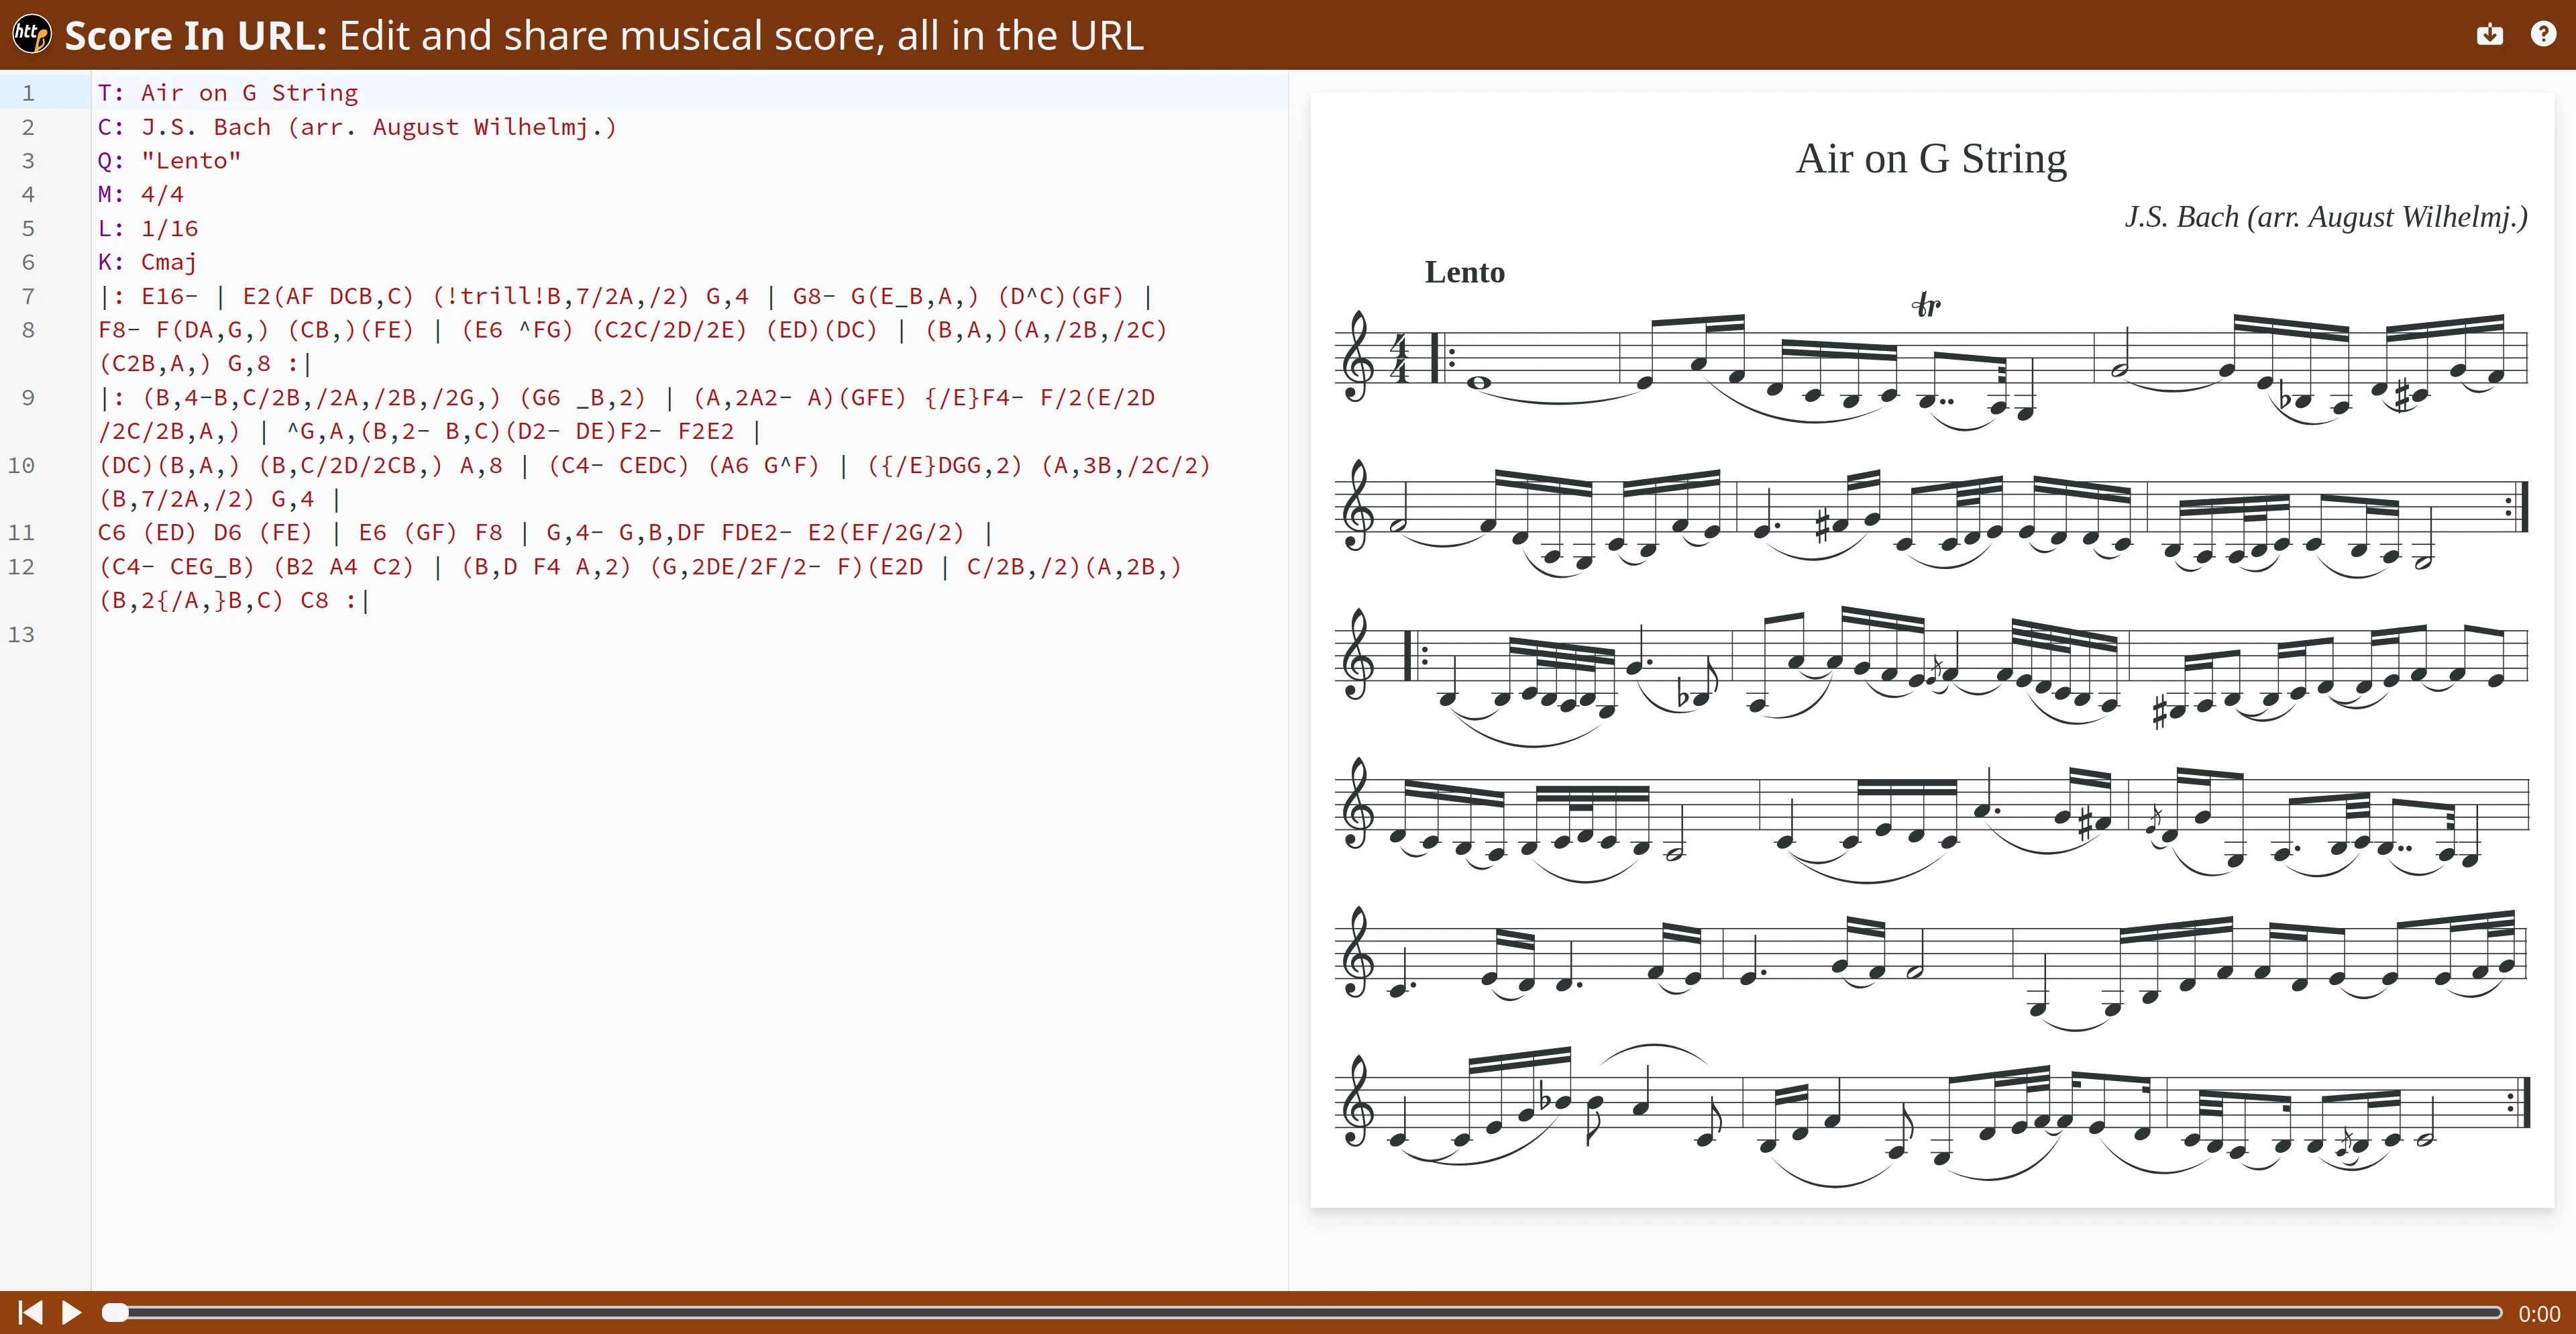 http
Score In URL: Edit and share musical score, all in the URL
1 T: Air on G String
2 C: J.S. Bach (arr. August Wilhelmj.)
3 Q: "Lento"
4 M: 4/4
5 L: 1/16
6 K: Cmaj
7 |: E16- | E2(AF DCB,C) (!trill!B,7/2A,/2) G,4 | G8- G(E_B,A,) (D^C)(GF) |
8 F8- F(DA,G,) (CB,)(FE) | (E6 ^FG) (C2C/2D/2E) (ED)(DC) | (B,A,)(A,/2B,/2C)
(C2B,A,) G,8 :|
9 |: (B,4-B,C/2B,/2A,/2B,/2G,) (G6 _B,2) | (A,2A2- A)(GFE) {/E}F4- F/2(E/2D
/2C/2B,A,) | ^G,A,(B,2- B,C)(D2- DE)F2- F2E2 |
10 (DC)(B,A,) (B,C/2D/2CB,) A,8 | (C4- CEDC) (A6 G^F) | ({/E}DGG,2) (A,3B,/2C/2)
(B,7/2A,/2) G,4 |
11 C6 (ED) D6 (FE) | E6 (GF) F8 | G,4- G,B,DF FDE2- E2(EF/2G/2) |
12 (C4- CEG_B) (B2 A4 C2) | (B,D F4 A,2) (G,2DE/2F/2- F)(E2D | C/2B,/2)(A,2B,)
(B,2{/A,}B,C) C8 :|
13
Air on G String
J.S. Bach (arr. August Wilhelmj.)
Lento
tr
4
4
0:00